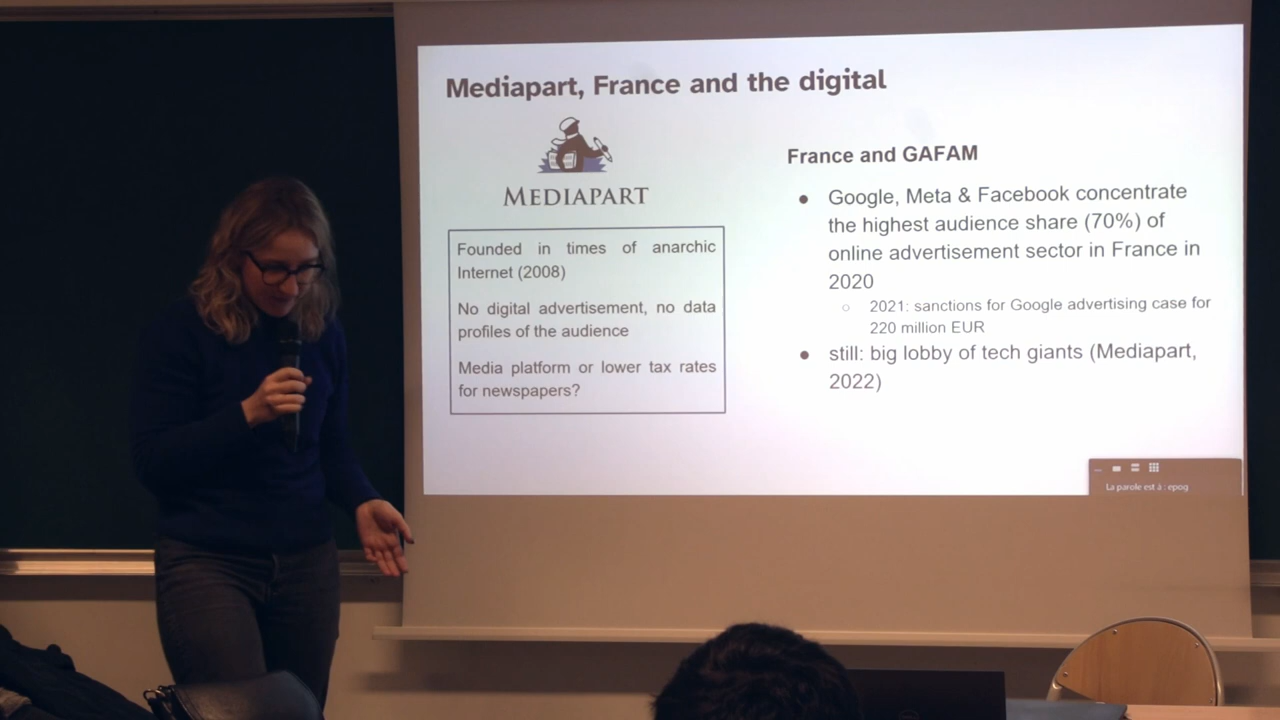 Mediapart, France and the digital
MEDIAPART
Founded in times of anarchic
Internet (2008)
No digital advertisement, no data
profiles of the audience
Media platform or lower tax rates
for newspapers?
France and GAFAM
● Google, Meta & Facebook concentrate
the highest audience share (70%) of
online advertisement sector in France in
2020
○ 2021: sanctions for Google advertising case for
220 million EUR
● still: big lobby of tech giants (Mediapart,
2022)
La parole est à : epog